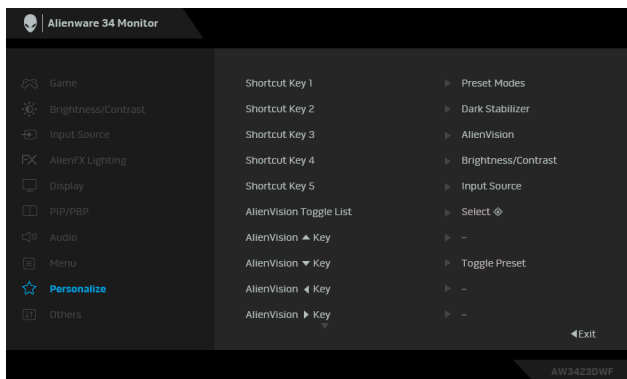 Alienware 34 Monitor
Game
Brightness/Contrast
Input Source
AlienFX Lighting
Display
PIP/PBP
Audio
Menu
Personalize
Others
Shortcut Key 1 ▶ Preset Modes
Shortcut Key 2 ▶ Dark Stabilizer
Shortcut Key 3 ▶ AlienVision
Shortcut Key 4 ▶ Brightness/Contrast
Shortcut Key 5 ▶ Input Source
AlienVision Toggle List ▶ Select
AlienVision ▲ Key ▶ -
AlienVision ▼ Key ▶ Toggle Preset
AlienVision ◀ Key ▶ -
AlienVision ▶ Key ▶ -
◀Exit
AW3423DWF